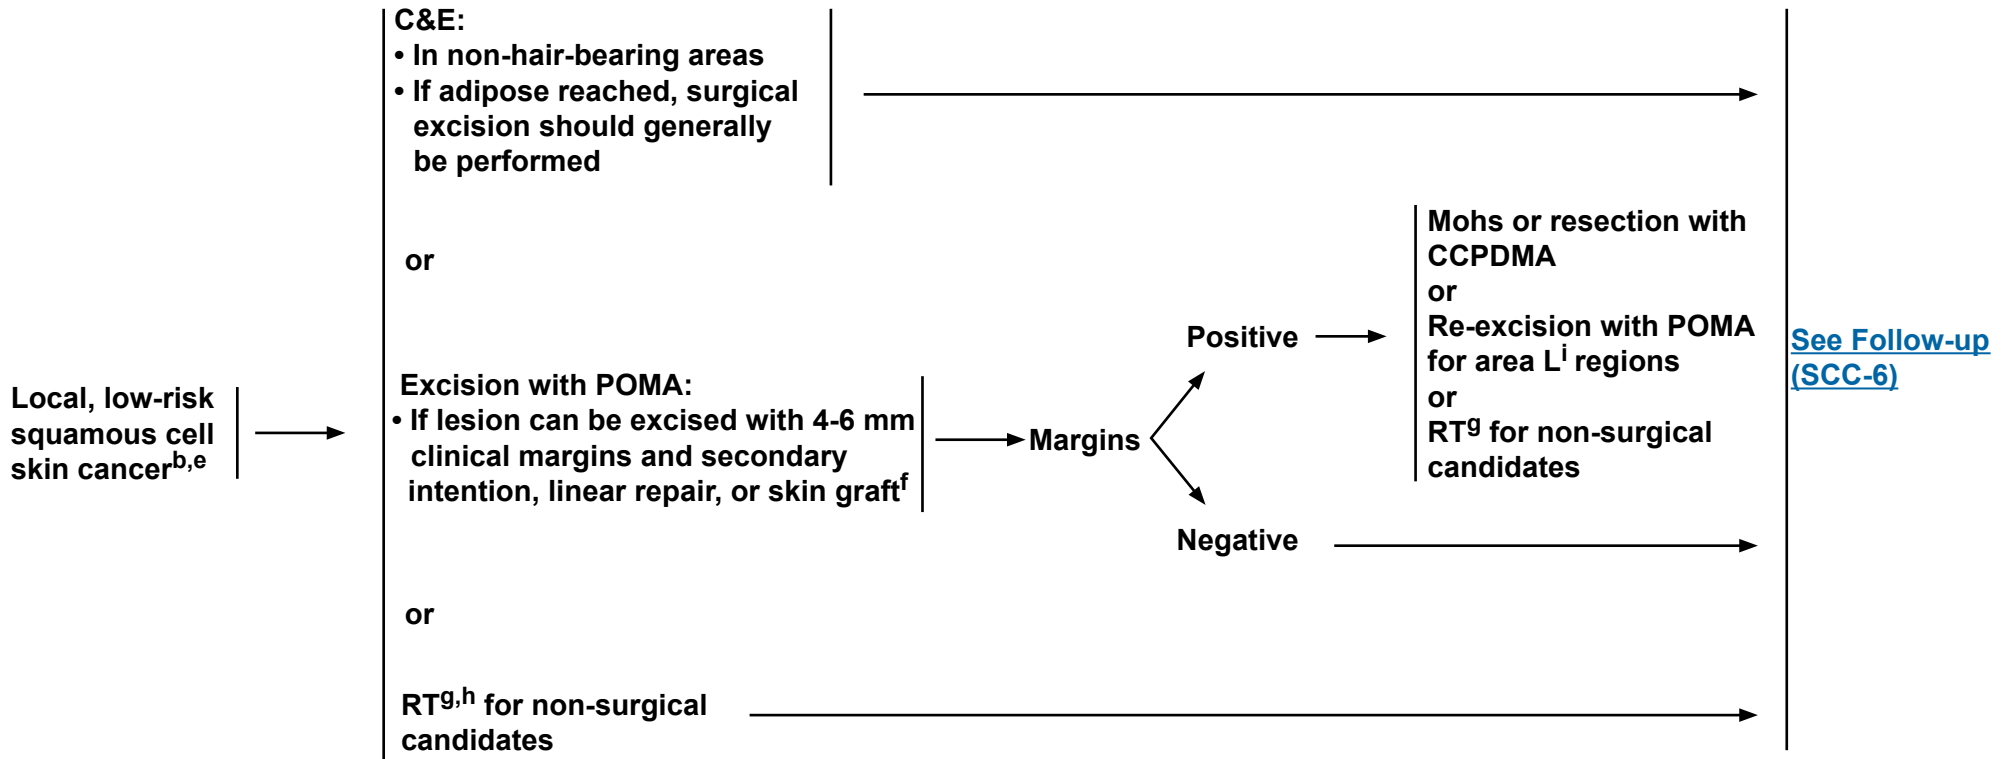 C&E:
• In non-hair-bearing areas
• If adipose reached, surgical
excision should generally
be performed
or
Local, low-risk
squamous cell
skin cancerb,e
Excision with POMA:
• If lesion can be excised with 4-6 mm
clinical margins and secondary
intention, linear repair, or skin graftf
Margins
Positive
Negative
Mohs or resection with
CCPDMA
or
Re-excision with POMA
for area Li regions
or
RTg for non-surgical
candidates
See Follow-up
(SCC-6)
or
RTg,h for non-surgical
candidates